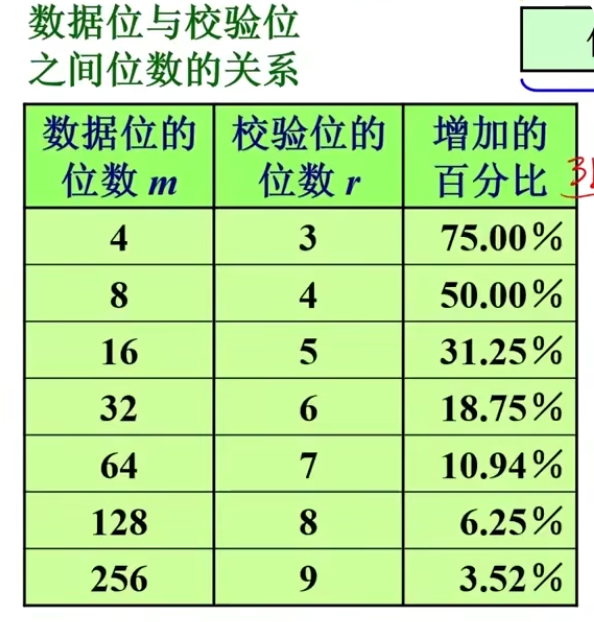 数据位与校验位
之间位数的关系
数据位的 校验位的 增加的
位数 m 位数 r 百分比
4 3 75.00%
8 4 50.00%
16 5 31.25%
32 6 18.75%
64 7 10.94%
128 8 6.25%
256 9 3.52%